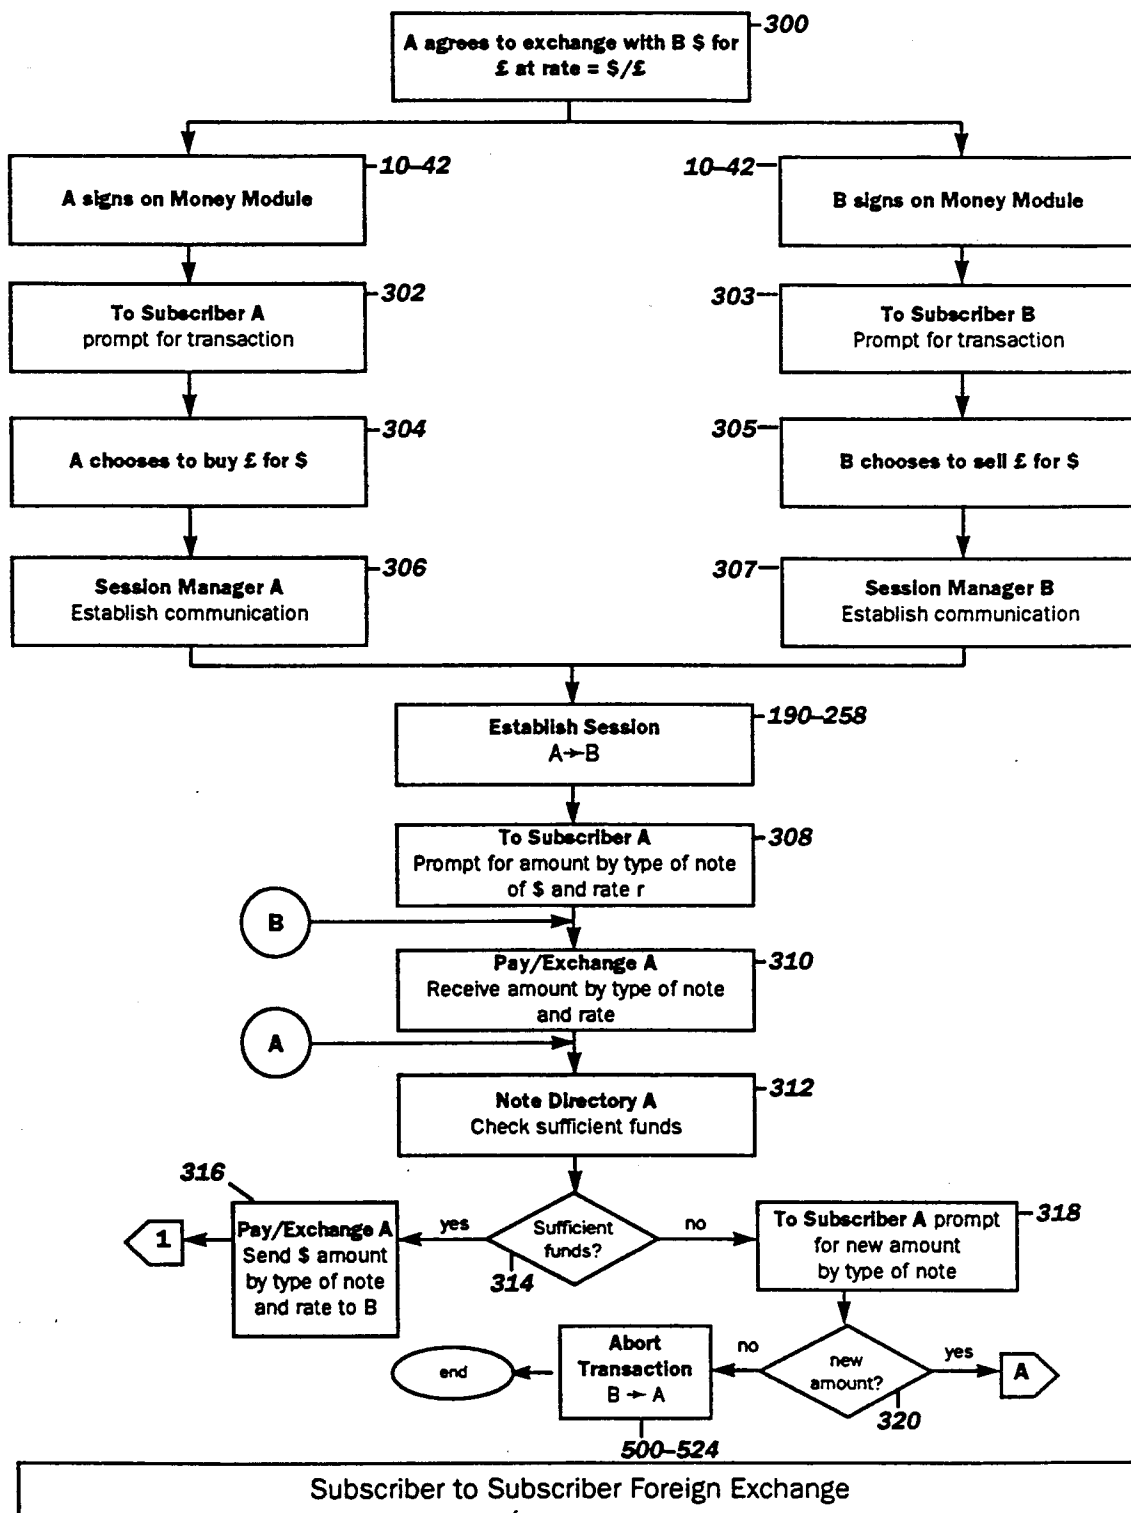 300
A agrees to exchange with B $ for
£ at rate = $/£
10–42
10–42
A signs on Money Module
B signs on Money Module
302
303
To Subscriber A
prompt for transaction
To Subscriber B
Prompt for transaction
304
305
A chooses to buy £ for $
B chooses to sell £ for $
306
307
Session Manager A
Establish communication
Session Manager B
Establish communication
190–258
Establish Session
A→B
308
To Subscriber A
Prompt for amount by type of note
of $ and rate r
B
310
Pay/Exchange A
Receive amount by type of note
and rate
A
312
Note Directory A
Check sufficient funds
316
1
Pay/Exchange A
Send $ amount
by type of note
and rate to B
yes
Sufficient
funds?
314
no
318
To Subscriber A prompt
for new amount
by type of note
end
Abort
Transaction
B → A
500–524
no
new
amount?
320
yes
A
Subscriber to Subscriber Foreign Exchange